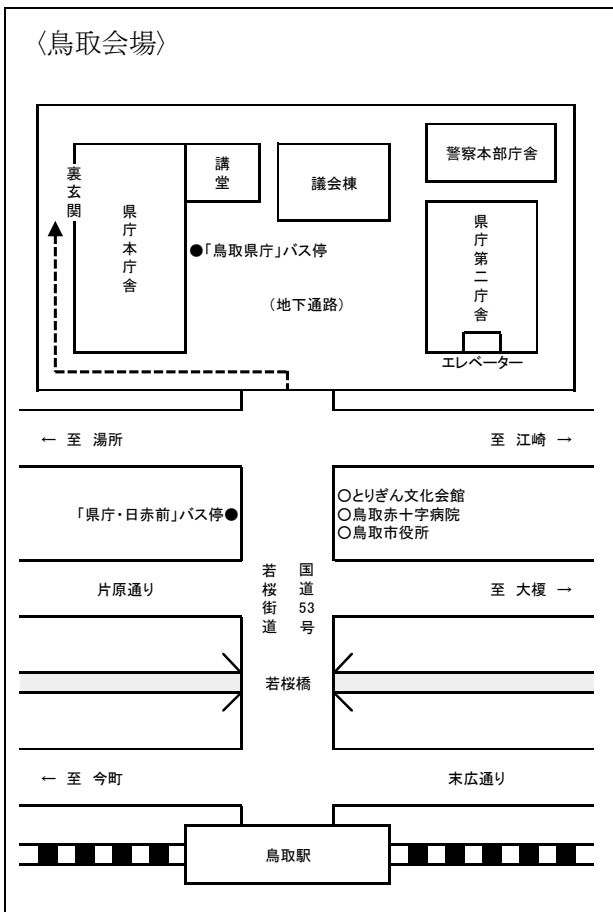 〈鳥取会場〉
警察本部庁舎
講堂
議会棟
裏玄関
県庁本庁舎
県庁第二庁舎
●「鳥取県庁」バス停
（地下通路）
エレベーター
← 至 湯所
至 江崎 →
「県庁・日赤前」バス停●
○とりぎん文化会館
○鳥取赤十字病院
○鳥取市役所
片原通り
国道53号
若桜街道
至 大榎 →
若桜橋
← 至 今町
末広通り
鳥取駅